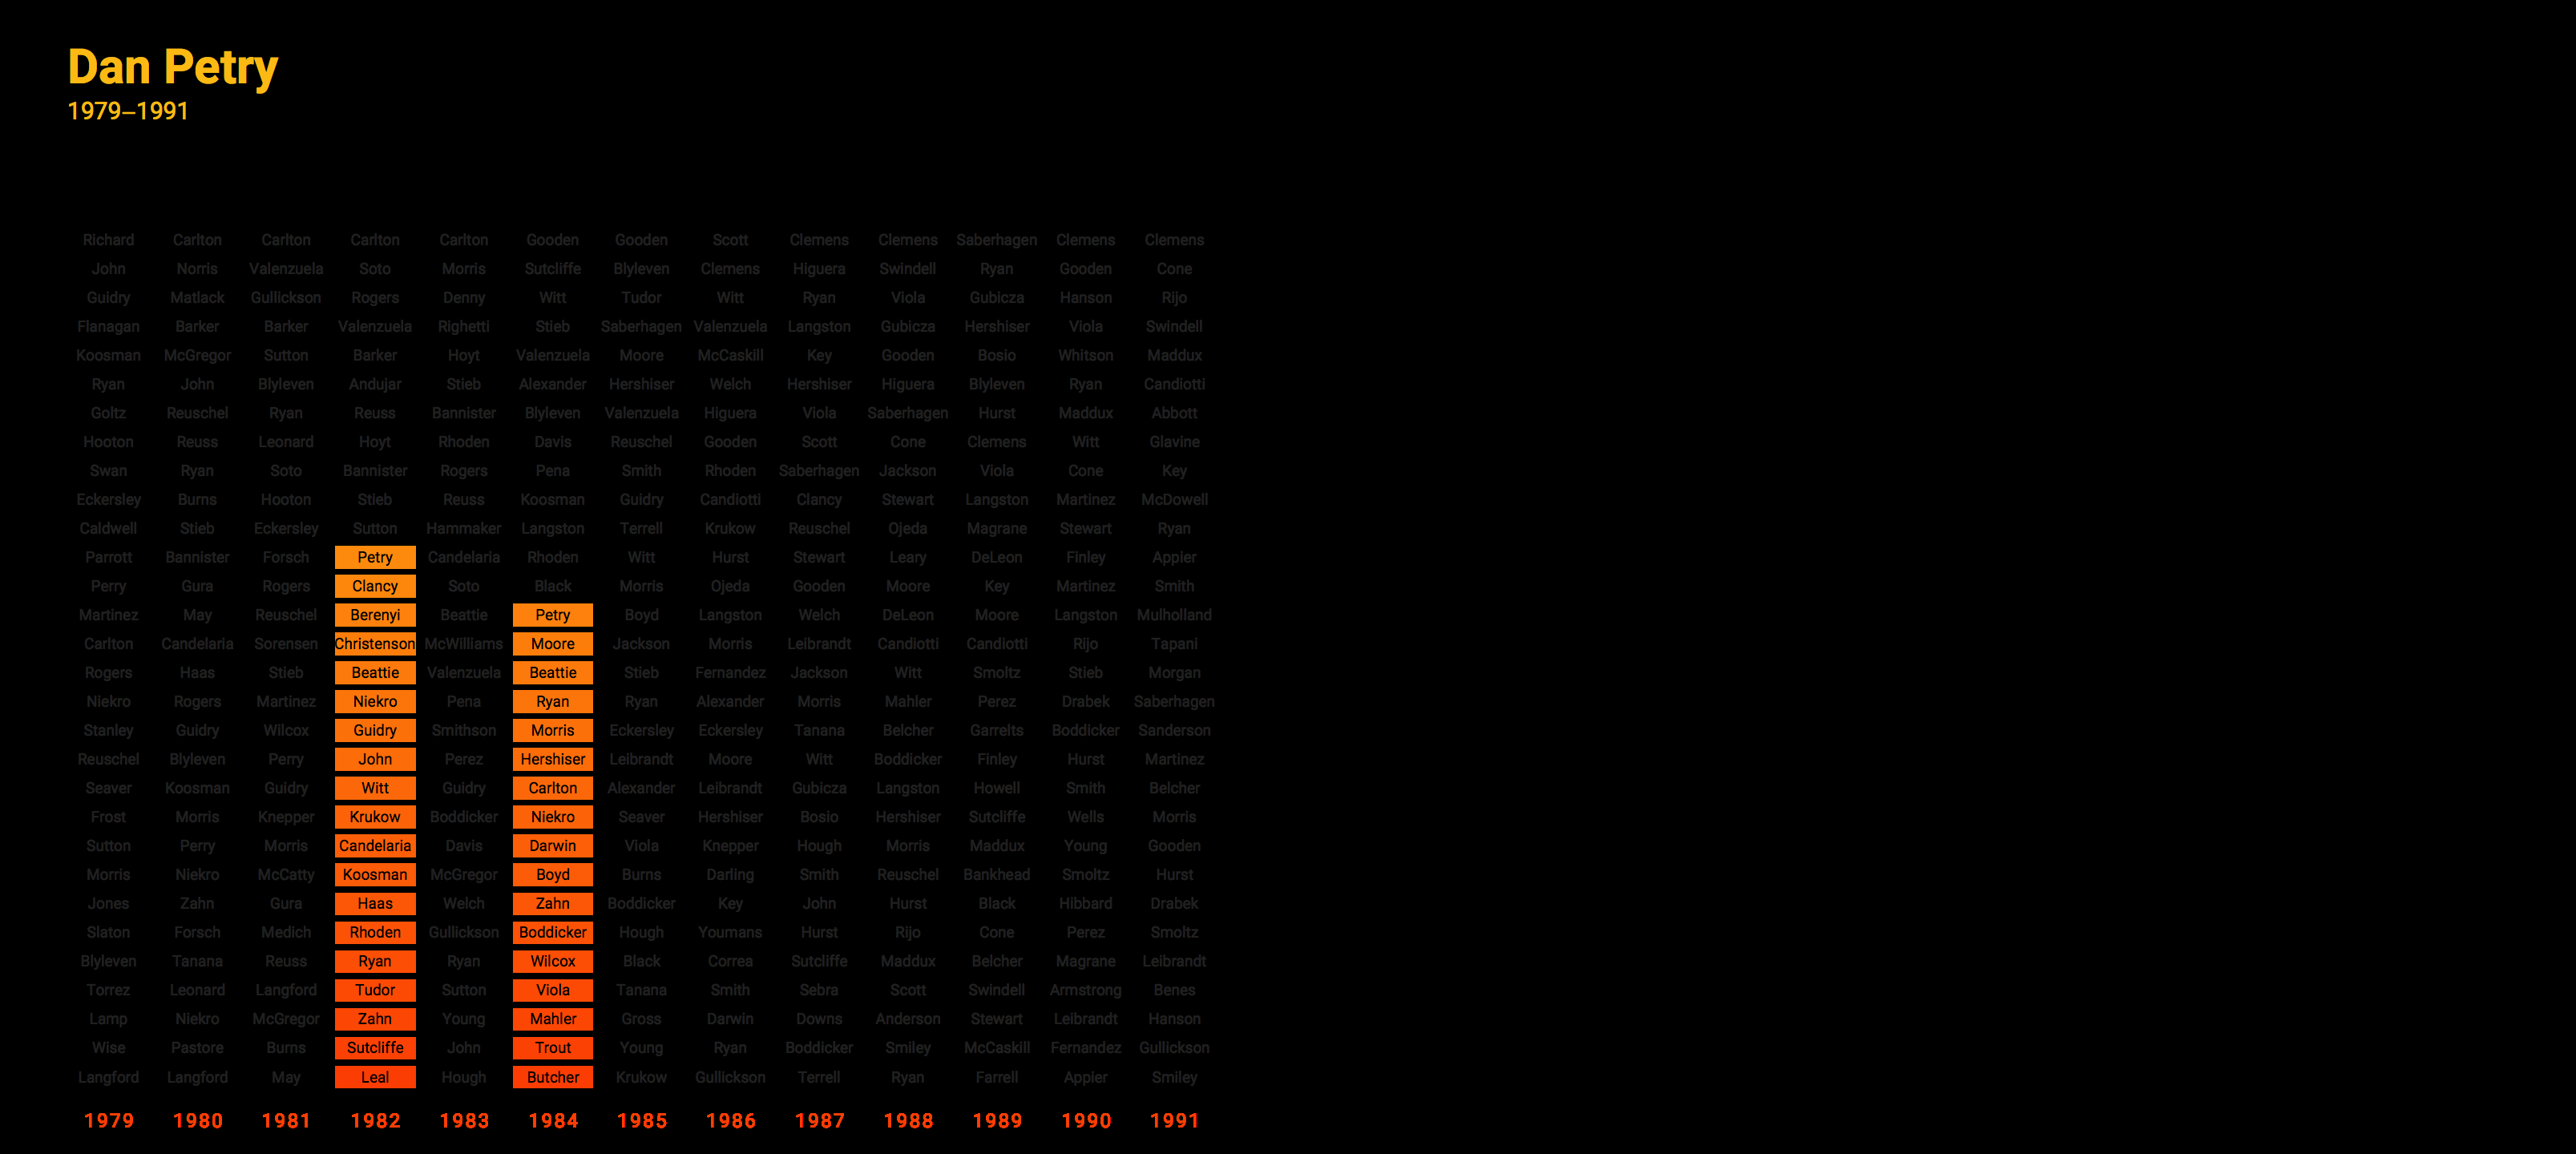 Dan Petry
1979–1991
Richard Carlton Carlton Carlton Carlton Gooden Gooden Scott Clemens Clemens Saberhagen Clemens Clemens
John Norris Valenzuela Soto Morris Sutcliffe Blyleven Clemens Higuera Swindell Ryan Gooden Cone
Guidry Matlack Gullickson Rogers Denny Witt Tudor Witt Ryan Viola Gubicza Hanson Rijo
Flanagan Barker Barker Valenzuela Righetti Stieb Saberhagen Valenzuela Langston Gubicza Hershiser Viola Swindell
Koosman McGregor Sutton Barker Hoyt Valenzuela Moore McCaskill Key Gooden Bosio Whitson Maddux
Ryan John Blyleven Andujar Stieb Alexander Hershiser Welch Hershiser Higuera Blyleven Ryan Candiotti
Goltz Reuschel Ryan Reuss Bannister Blyleven Valenzuela Higuera Viola Saberhagen Hurst Maddux Abbott
Hooton Reuss Leonard Hoyt Rhoden Davis Reuschel Gooden Scott Cone Clemens Witt Glavine
Swan Ryan Soto Bannister Rogers Pena Smith Rhoden Saberhagen Jackson Viola Cone Key
Eckersley Burns Hooton Stieb Reuss Koosman Guidry Candiotti Clancy Stewart Langston Martinez McDowell
Caldwell Stieb Eckersley Sutton Hammaker Langston Terrell Krukow Reuschel Ojeda Magrane Stewart Ryan
Parrott Bannister Forsch Petry Candelaria Rhoden Witt Hurst Stewart Leary DeLeon Finley Appier
Perry Gura Rogers Clancy Soto Black Morris Ojeda Gooden Moore Key Martinez Smith
Martinez May Reuschel Berenyi Beattie Petry Boyd Langston Welch DeLeon Moore Langston Mulholland
Carlton Candelaria Sorensen Christenson McWilliams Moore Jackson Morris Leibrandt Candiotti Candiotti Rijo Tapani
Rogers Haas Stieb Beattie Valenzuela Beattie Stieb Fernandez Jackson Witt Smoltz Stieb Morgan
Niekro Rogers Martinez Niekro Pena Ryan Ryan Alexander Morris Mahler Perez Drabek Saberhagen
Stanley Guidry Wilcox Guidry Smithson Morris Eckersley Eckersley Tanana Belcher Garrelts Boddicker Sanderson
Reuschel Blyleven Perry John Perez Hershiser Leibrandt Moore Witt Boddicker Finley Hurst Martinez
Seaver Koosman Guidry Witt Guidry Carlton Alexander Leibrandt Gubicza Langston Howell Smith Belcher
Frost Morris Knepper Krukow Boddicker Niekro Seaver Hershiser Bosio Hershiser Sutcliffe Wells Morris
Sutton Perry Morris Candelaria Davis Darwin Viola Knepper Hough Morris Maddux Young Gooden
Morris Niekro McCatty Koosman McGregor Boyd Burns Darling Smith Reuschel Bankhead Smoltz Hurst
Jones Zahn Gura Haas Welch Zahn Boddicker Key John Hurst Black Hibbard Drabek
Slaton Forsch Medich Rhoden Gullickson Boddicker Hough Youmans Hurst Rijo Cone Perez Smoltz
Blyleven Tanana Reuss Ryan Ryan Wilcox Black Correa Sutcliffe Maddux Belcher Magrane Leibrandt
Torrez Leonard Langford Tudor Sutton Viola Tanana Smith Sebra Scott Swindell Armstrong Benes
Lamp Niekro McGregor Zahn Young Mahler Gross Darwin Downs Anderson Stewart Leibrandt Hanson
Wise Pastore Burns Sutcliffe John Trout Young Ryan Boddicker Smiley McCaskill Fernandez Gullickson
Langford Langford May Leal Hough Butcher Krukow Gullickson Terrell Ryan Farrell Appier Smiley
1979 1980 1981 1982 1983 1984 1985 1986 1987 1988 1989 1990 1991